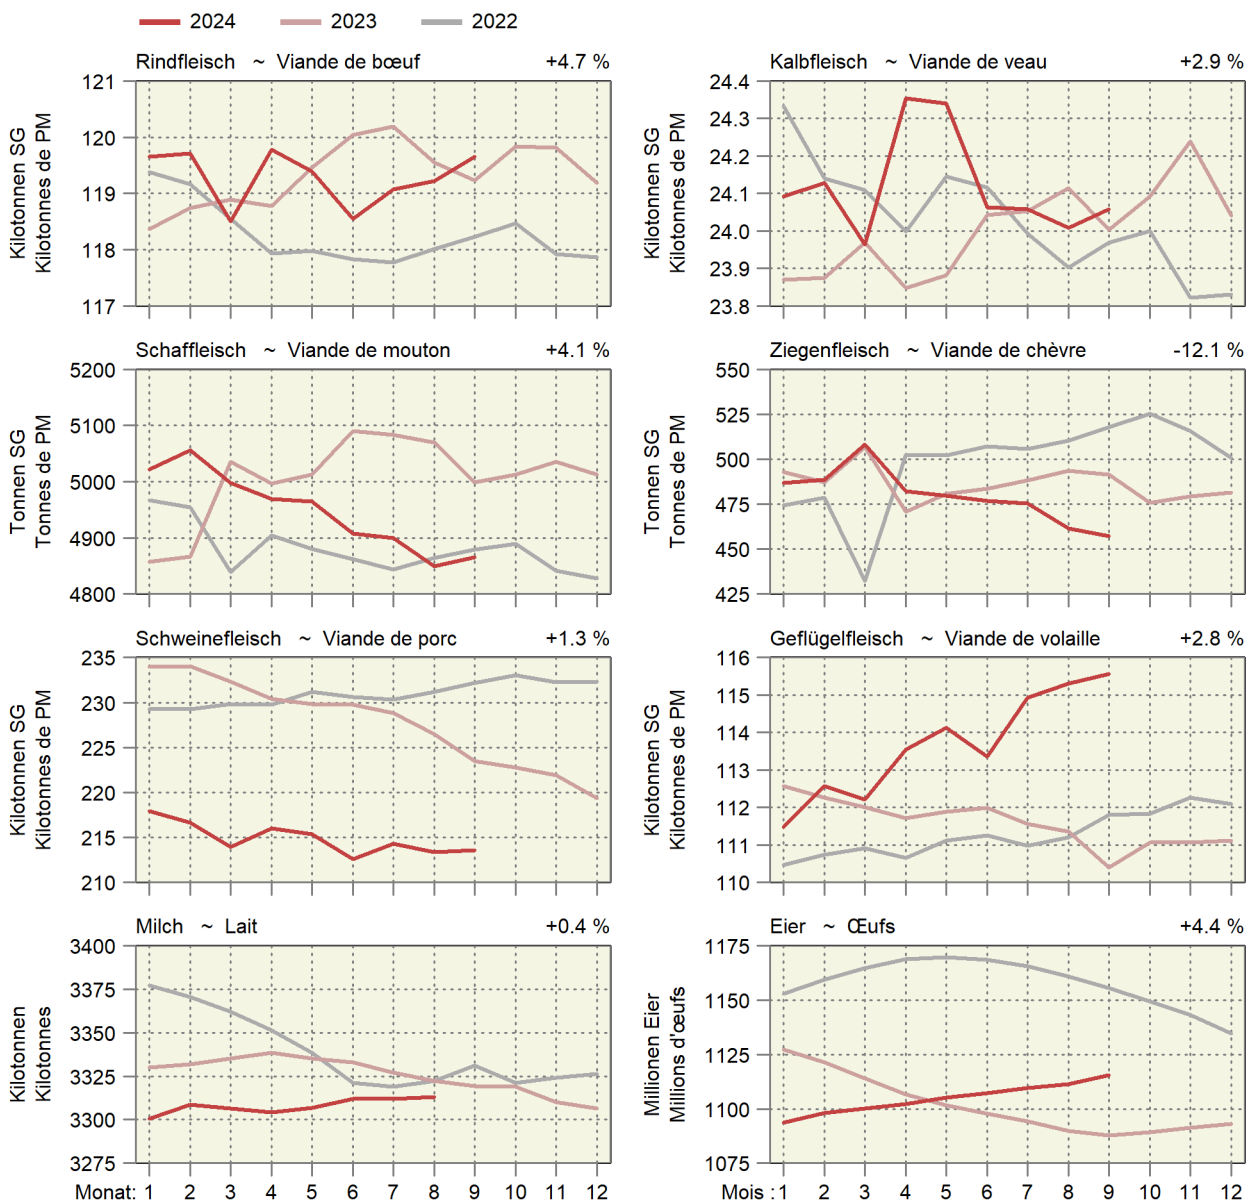 2024 2023 2022
Rindfleisch ~ Viande de bœuf +4.7 %
Kilotonnen SG
Kilotonnes de PM
121
120
119
118
117
Kalbfleisch ~ Viande de veau +2.9 %
Kilotonnen SG
Kilotonnes de PM
24.4
24.3
24.2
24.1
24.0
23.9
23.8
Schaffleisch ~ Viande de mouton +4.1 %
Tonnen SG
Tonnes de PM
5200
5100
5000
4900
4800
Ziegenfleisch ~ Viande de chèvre -12.1 %
Tonnen SG
Tonnes de PM
550
525
500
475
450
425
Schweinefleisch ~ Viande de porc +1.3 %
Kilotonnen SG
Kilotonnes de PM
235
230
225
220
215
210
Geflügelfleisch ~ Viande de volaille +2.8 %
Kilotonnen SG
Kilotonnes de PM
116
115
114
113
112
111
110
Milch ~ Lait +0.4 %
Kilotonnen
Kilotonnes
3400
3375
3350
3325
3300
3275
Monat: 1 2 3 4 5 6 7 8 9 10 11 12
Eier ~ Œufs +4.4 %
Millionen Eier
Millions d'œufs
1175
1150
1125
1100
1075
Mois : 1 2 3 4 5 6 7 8 9 10 11 12